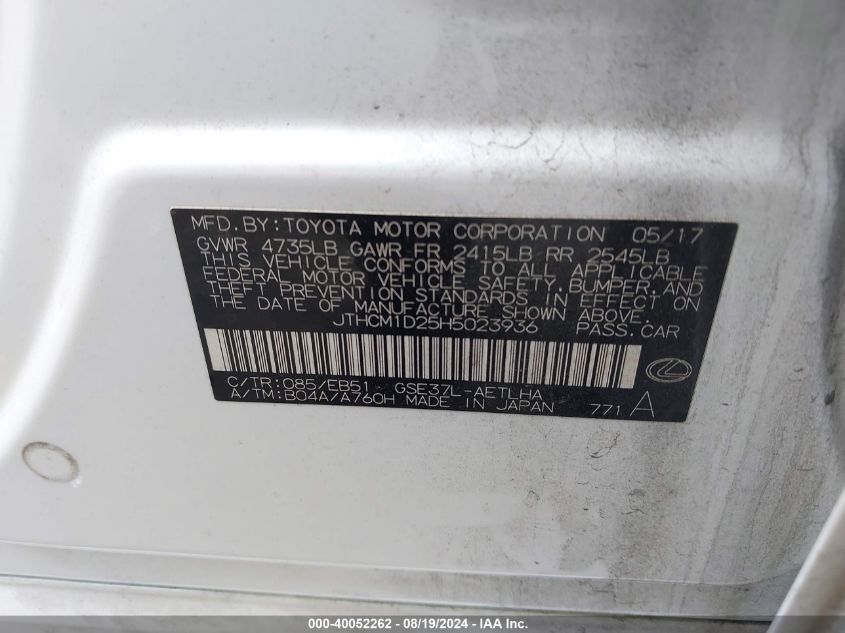 MFD.BY:TOYOTA MOTOR CORPORATION 05/17
GVWR 4735LB GAWR FR 2415LB RR 2545LB
THIS VEHICLE CONFORMS TO ALL APPLICABLE
FEDERAL MOTOR VEHICLE SAFETY,BUMPER,AND
THEFT PREVENTION STANDARDS IN EFFECT ON
THE DATE OF MANUFACTURE SHOWN ABOVE.
JTHCM1D25H5023936 PASS.CAR
C/TR:085/EB51 GSE37L-AETLHA
A/TM:B04A/A760H MADE IN JAPAN 771 A
000-40052262 - 08/19/2024 - IAAI Inc.